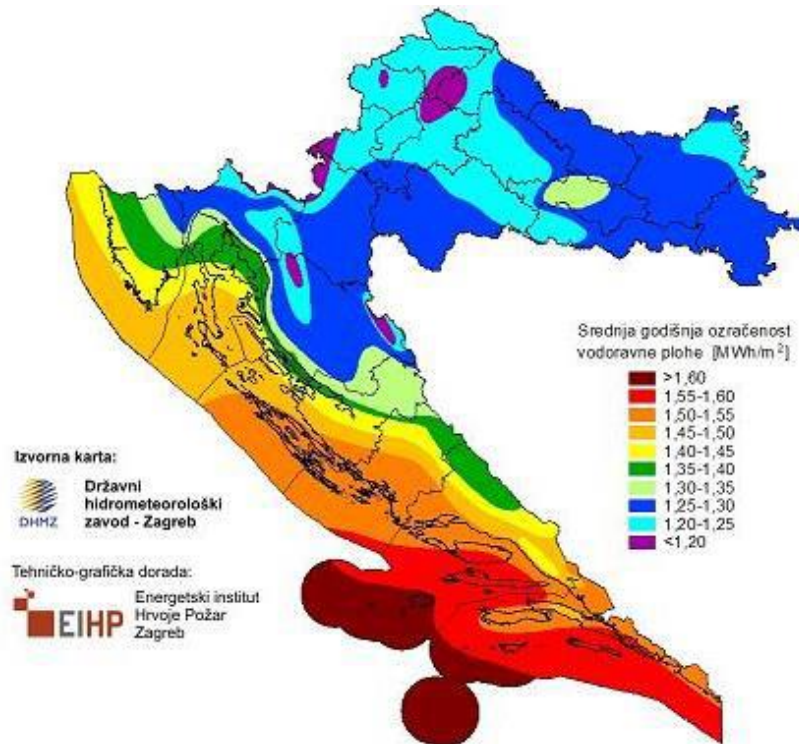 Srednja godišnja ozračenost
vodoravne plohe [MWh/m²]
>1,60
1,55-1,60
1,50-1,55
1,45-1,50
1,40-1,45
1,35-1,40
1,30-1,35
1,25-1,30
1,20-1,25
<1,20
Izvorna karta:
DHMZ
Državni
hidrometeorološki
zavod - Zagreb
Tehničko-grafička dorada:
EIHP
Energetski institut
Hrvoje Požar
Zagreb